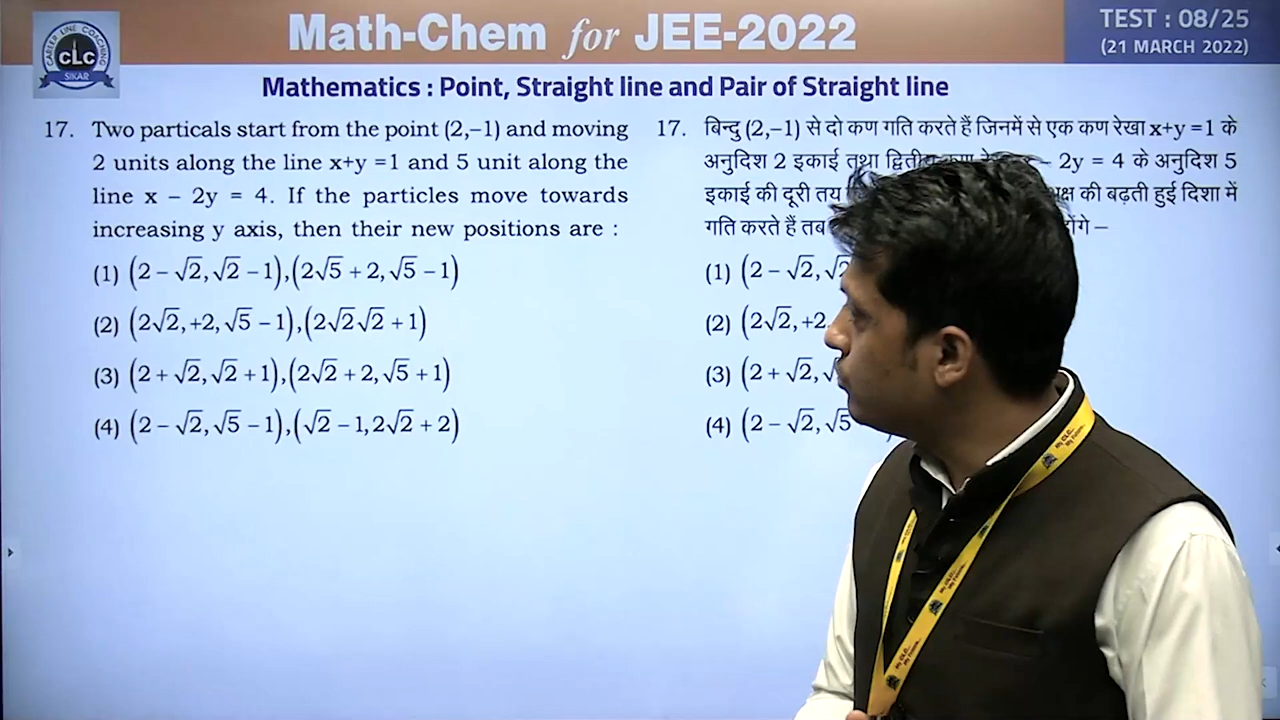 CAREER LINE COACHING
CLC
SIKAR
Math-Chem for JEE-2022
TEST : 08/25
(21 MARCH 2022)
Mathematics : Point, Straight line and Pair of Straight line
17. Two particals start from the point (2,–1) and moving
2 units along the line x+y =1 and 5 unit along the
line x – 2y = 4. If the particles move towards
increasing y axis, then their new positions are :
(1) (2 – √2, √2 – 1), (2√5 + 2, √5 – 1)
(2) (2√2, +2, √5 – 1), (2√2√2 + 1)
(3) (2 + √2, √2 + 1), (2√2 + 2, √5 + 1)
(4) (2 – √2, √5 – 1), (√2 – 1, 2√2 + 2)
17. बिन्दु (2,–1) से दो कण गति करते हैं जिनमें से एक कण रेखा x+y =1 के
अनुदिश 2 इकाई तथा द्वितीय – 2y = 4 के अनुदिश 5
इकाई की दूरी तय की बढ़ती हुई दिशा में
गति करते हैं तब होंगे –
(1) (2 – √2,
(2) (2√2, +2,
(3) (2 + √2,
(4) (2 – √2, √5